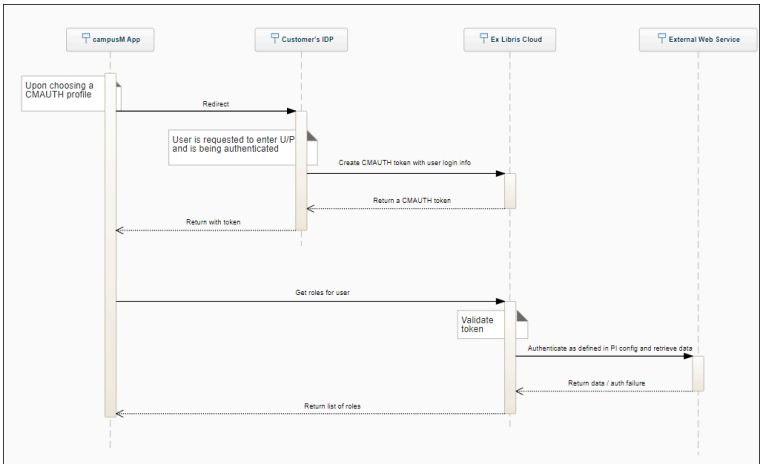 campusM App
Customer's IDP
Ex Libris Cloud
External Web Service
Upon choosing a
CMAUTH profile
Redirect
User is requested to enter U/P
and is being authenticated
Create CMAUTH token with user login info
Return a CMAUTH token
Return with token
Get roles for user
Validate
token
Authenticate as defined in PI config and retrieve data
Return data / auth failure
Return list of roles